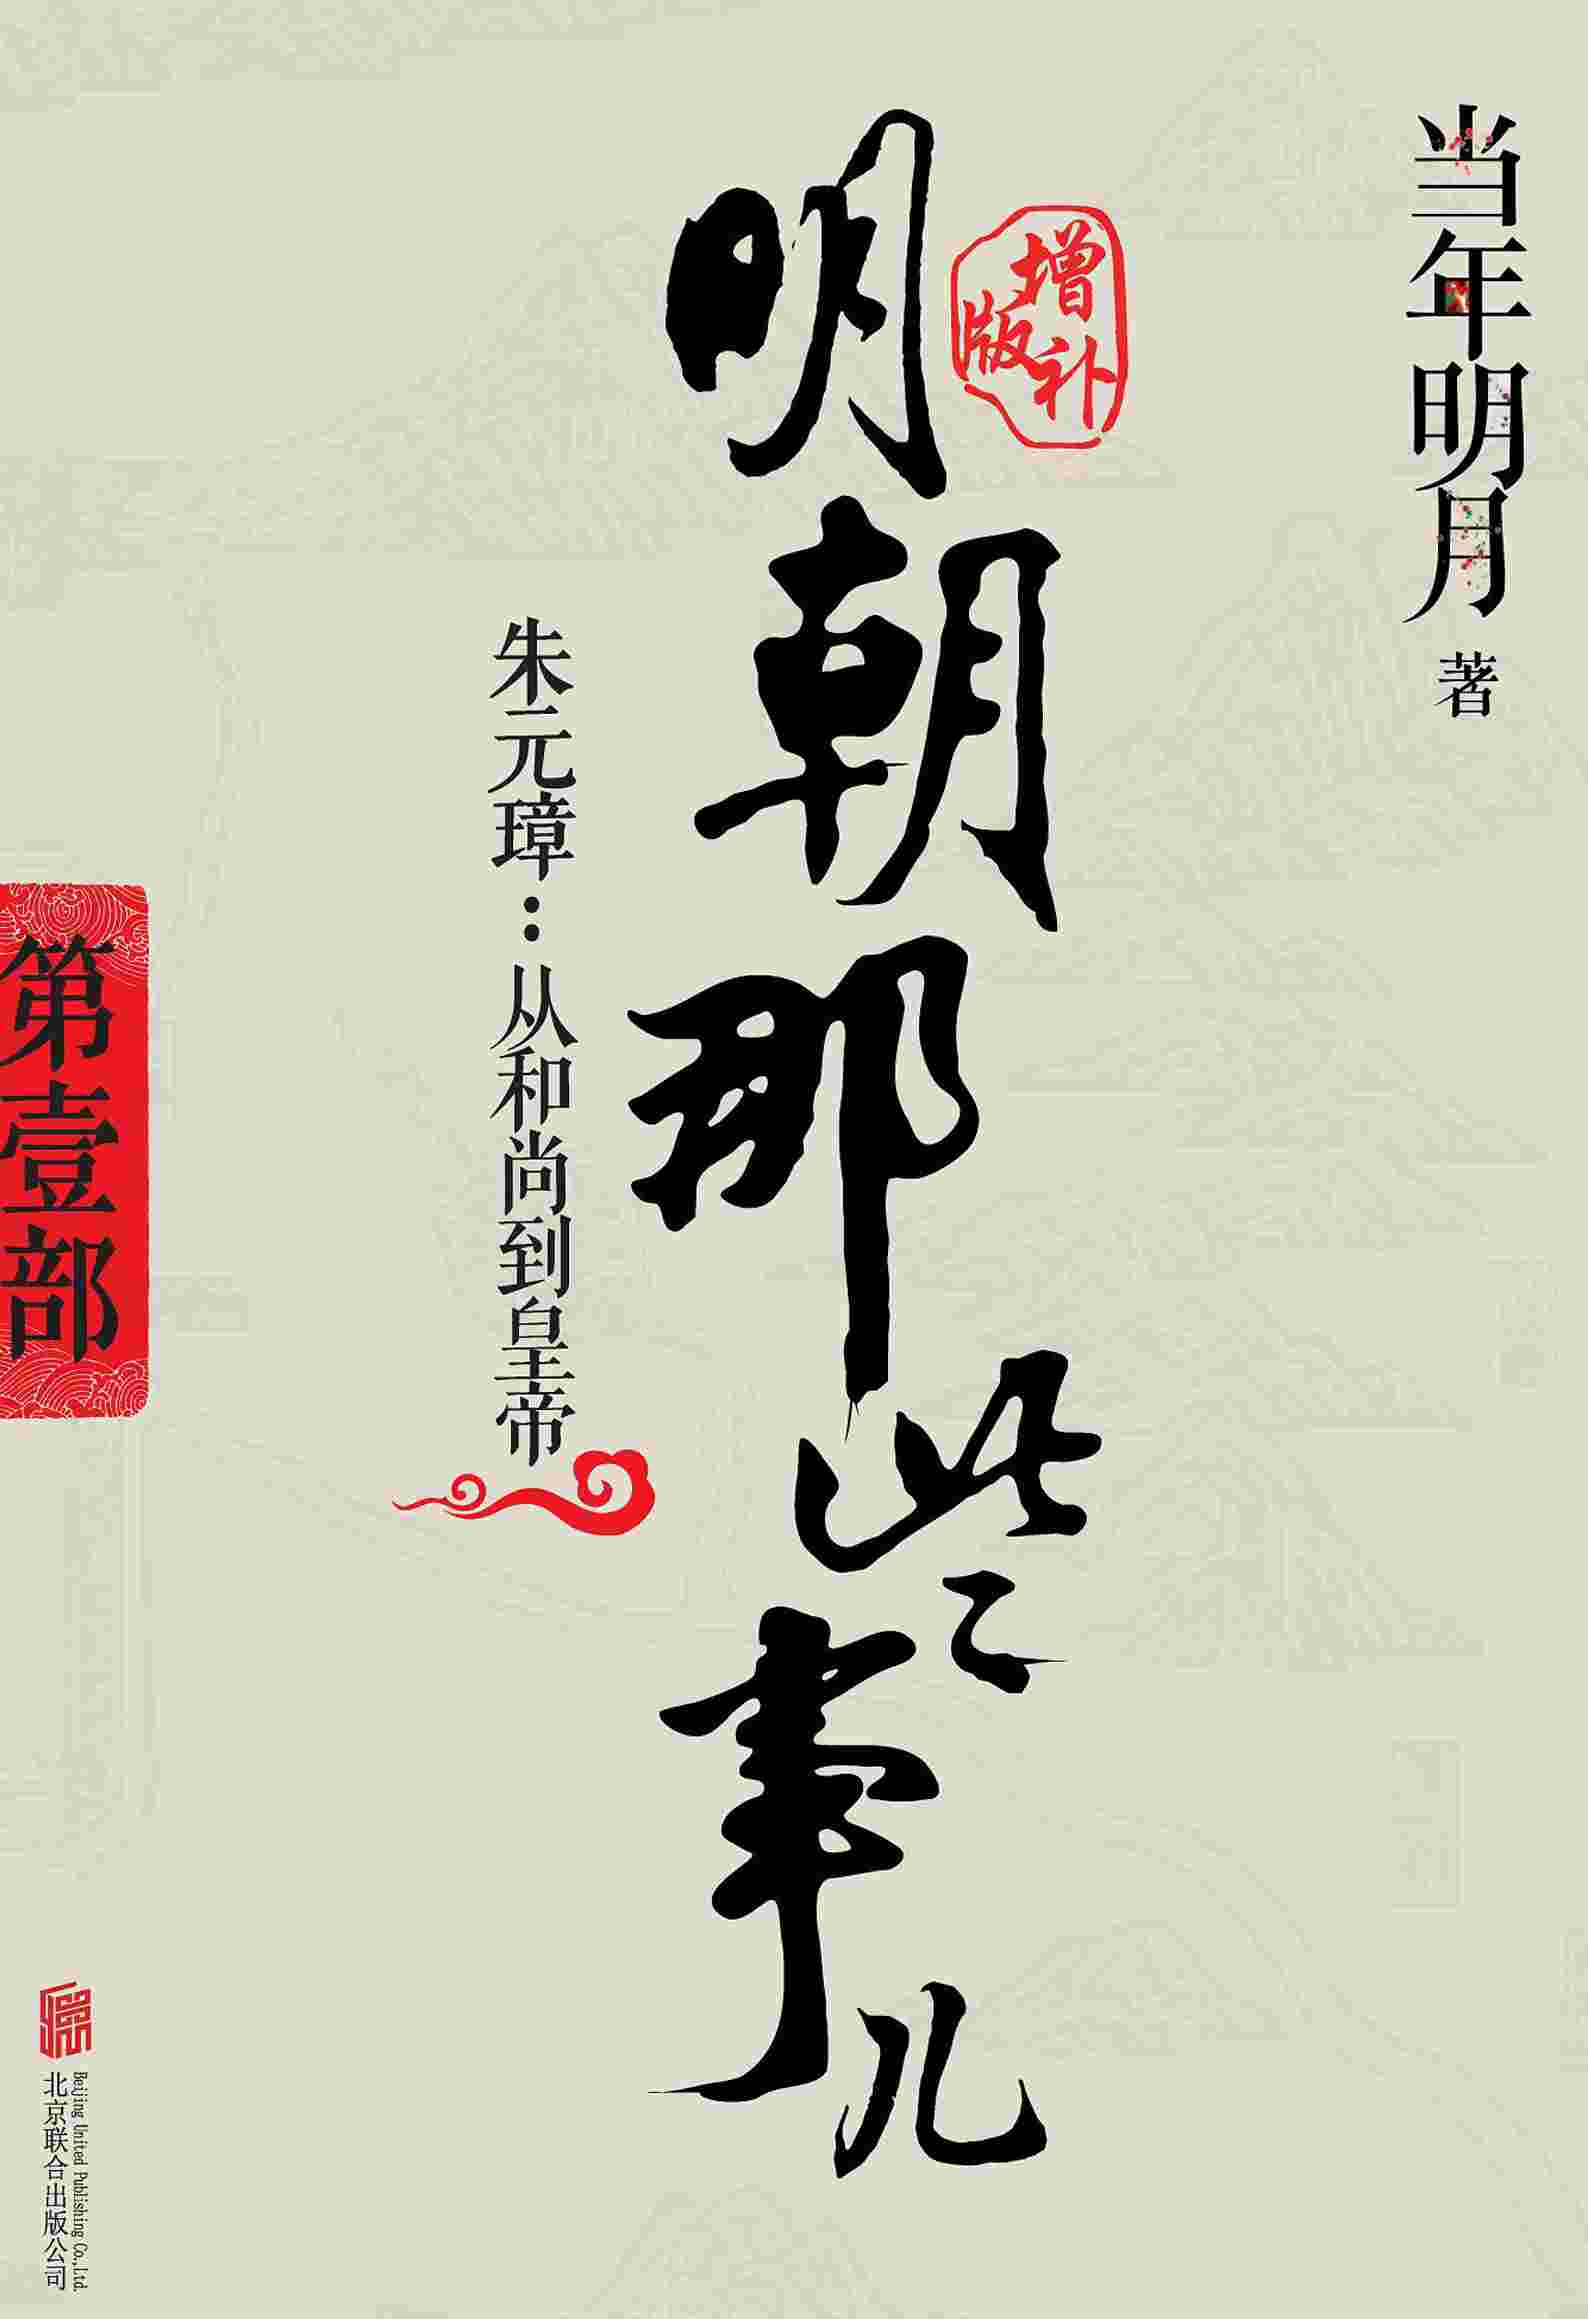 当年明月 著
增补版
明朝那些事儿
朱元璋：从和尚到皇帝
第壹部
Beijing United Publishing Co.,Ltd.
北京联合出版公司